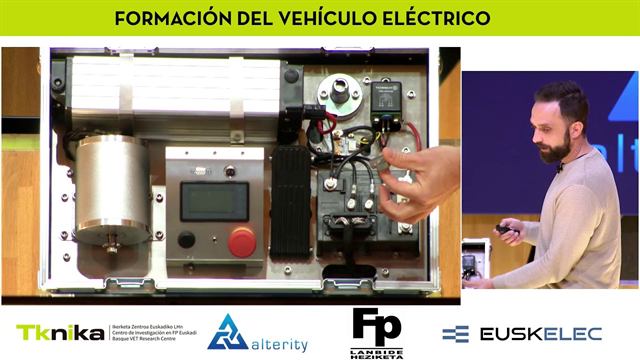 FORMACIÓN DEL VEHÍCULO ELÉCTRICO
alterity
Tknika
Ikerketa Zentroa Euskadiko LHn
Centro de Investigación en FP Euskadi
Basque VET Research Centre
alterity
Fp
LANBIDE
HEZIKETA
EUSKELEC